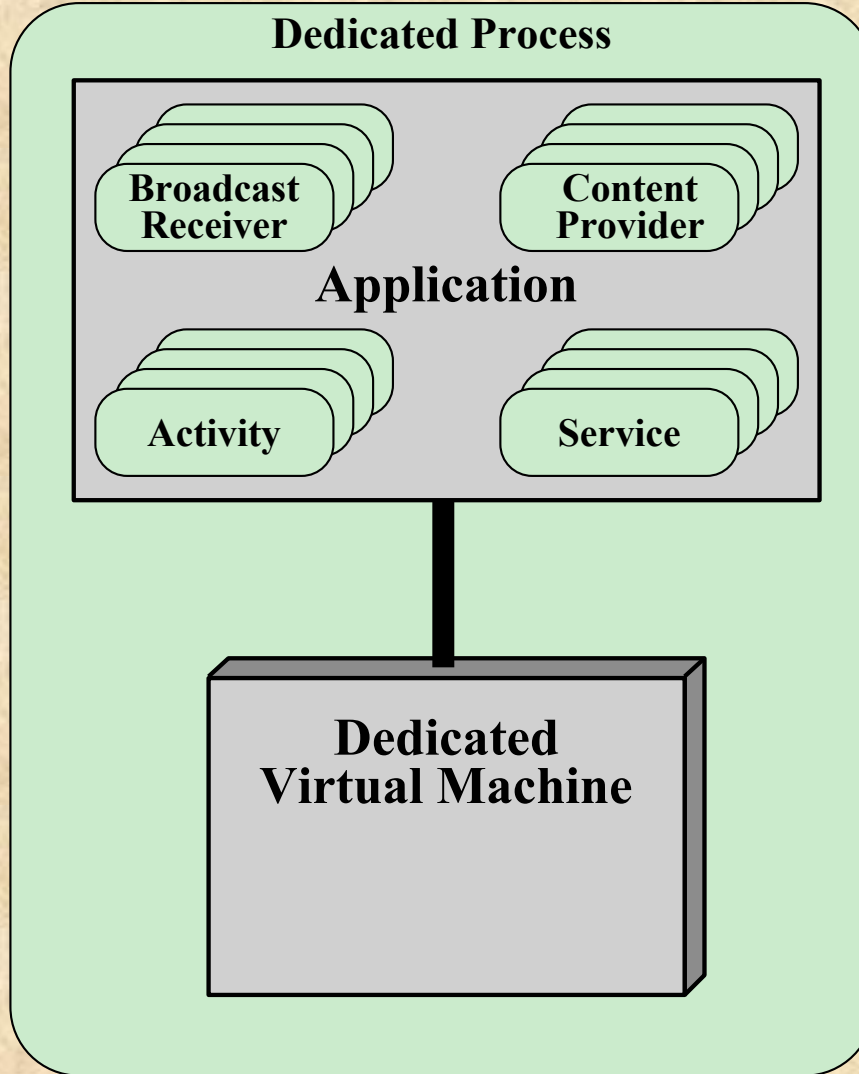 Dedicated Process
Broadcast
Receiver
Content
Provider
Application
Activity
Service
Dedicated
Virtual Machine